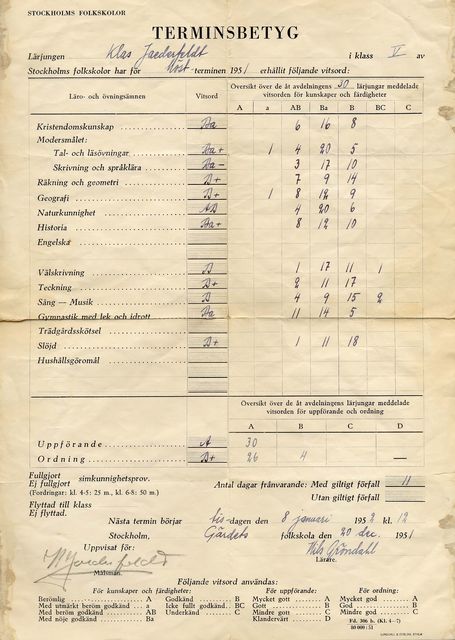 STOCKHOLMS FOLKSKOLOR
TERMINSBETYG
Lärjungen Klas Jaederfeldt i klass V av
Stockholms folkskolor har för Höst-terminen 1951 erhållit följande vitsord:
Läro- och övningsämnen Vitsord Översikt över de åt avdelningens 30 lärjungar meddelade vitsorden för kunskaper och färdigheter
A a AB Ba B BC C
Kristendomskunskap Ba 6 16 8
Modersmålet:
Tal- och läsövningar Ba+ 1 4 20 5
Skrivning och språklära Ba- 3 17 10
Räkning och geometri B+ 7 9 14
Geografi B+ 1 8 12 9
Naturkunnighet AB 4 20 6
Historia Ba+ 8 12 10
Engelska
Välskrivning B 1 17 11 1
Teckning B+ 2 11 17
Sång — Musik B 4 9 15 2
Gymnastik med lek och idrott Ba 11 14 5
Trädgårdsskötsel
Slöjd B+ 1 11 18
Hushållsgöromål
Översikt över de åt avdelningens lärjungar meddelade vitsorden för uppförande och ordning
A B C D
Uppförande A 30
Ordning B+ 26 4 —
Fullgjort
Ej fullgjort simkunnighetsprov.
(Fordringar: kl. 4-5: 25 m., kl. 6-8: 50 m.)
Antal dagar frånvarande: Med giltigt förfall 11
Utan giltigt förfall
Flyttad till klass
Ej flyttad.
Nästa termin börjar tis-dagen den 8 januari 1952 kl. 12
Stockholm, Gärdets folkskola den 20 dec. 1951
Uppvisat för:
Jaederfeldt
Målsman.
Nils Gröndahl
Lärare.
Följande vitsord användas:
För kunskaper och färdigheter: För uppförande: För ordning:
Berömlig A Godkänd B Mycket gott A Mycket god A
Med utmärkt beröm godkänd a Icke fullt godkänd BC Gott B God B
Med beröm godkänd AB Underkänd C Mindre gott C Mindre god C
Med nöje godkänd Ba Klandervärt D Fd. 306 b. (Kl. 4—7)